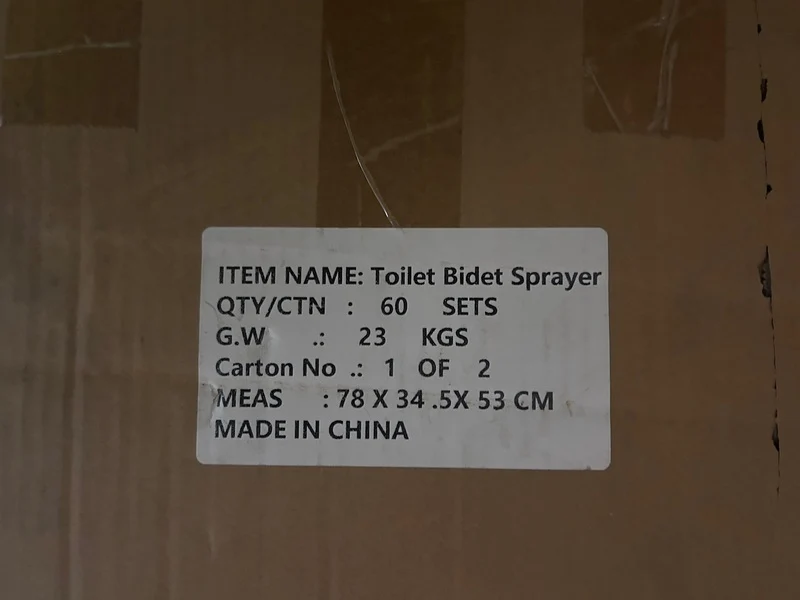 ITEM NAME: Toilet Bidet Sprayer
QTY/CTN : 60 SETS
G.W .: 23 KGS
Carton No .: 1 OF 2
MEAS : 78 X 34 .5X 53 CM
MADE IN CHINA